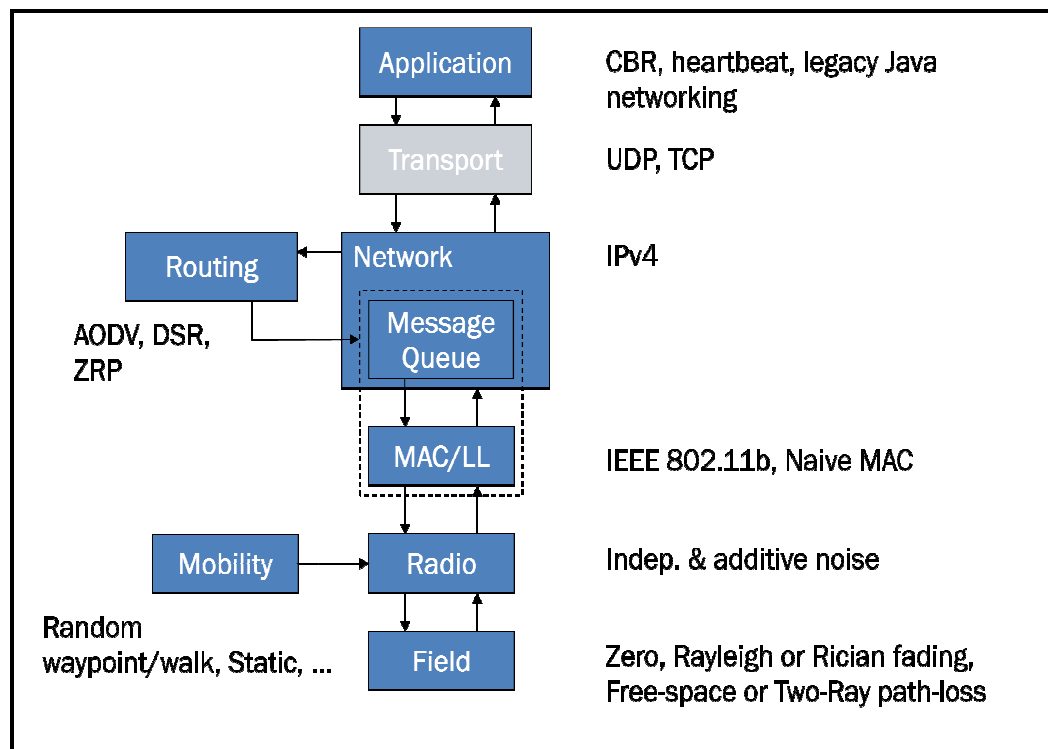 Application
CBR, heartbeat, legacy Java
networking
Transport
UDP, TCP
Routing
Network
IPv4
AODV, DSR,
ZRP
Message
Queue
MAC/LL
IEEE 802.11b, Naive MAC
Mobility
Radio
Indep. & additive noise
Random
waypoint/walk, Static, ...
Field
Zero, Rayleigh or Rician fading,
Free-space or Two-Ray path-loss